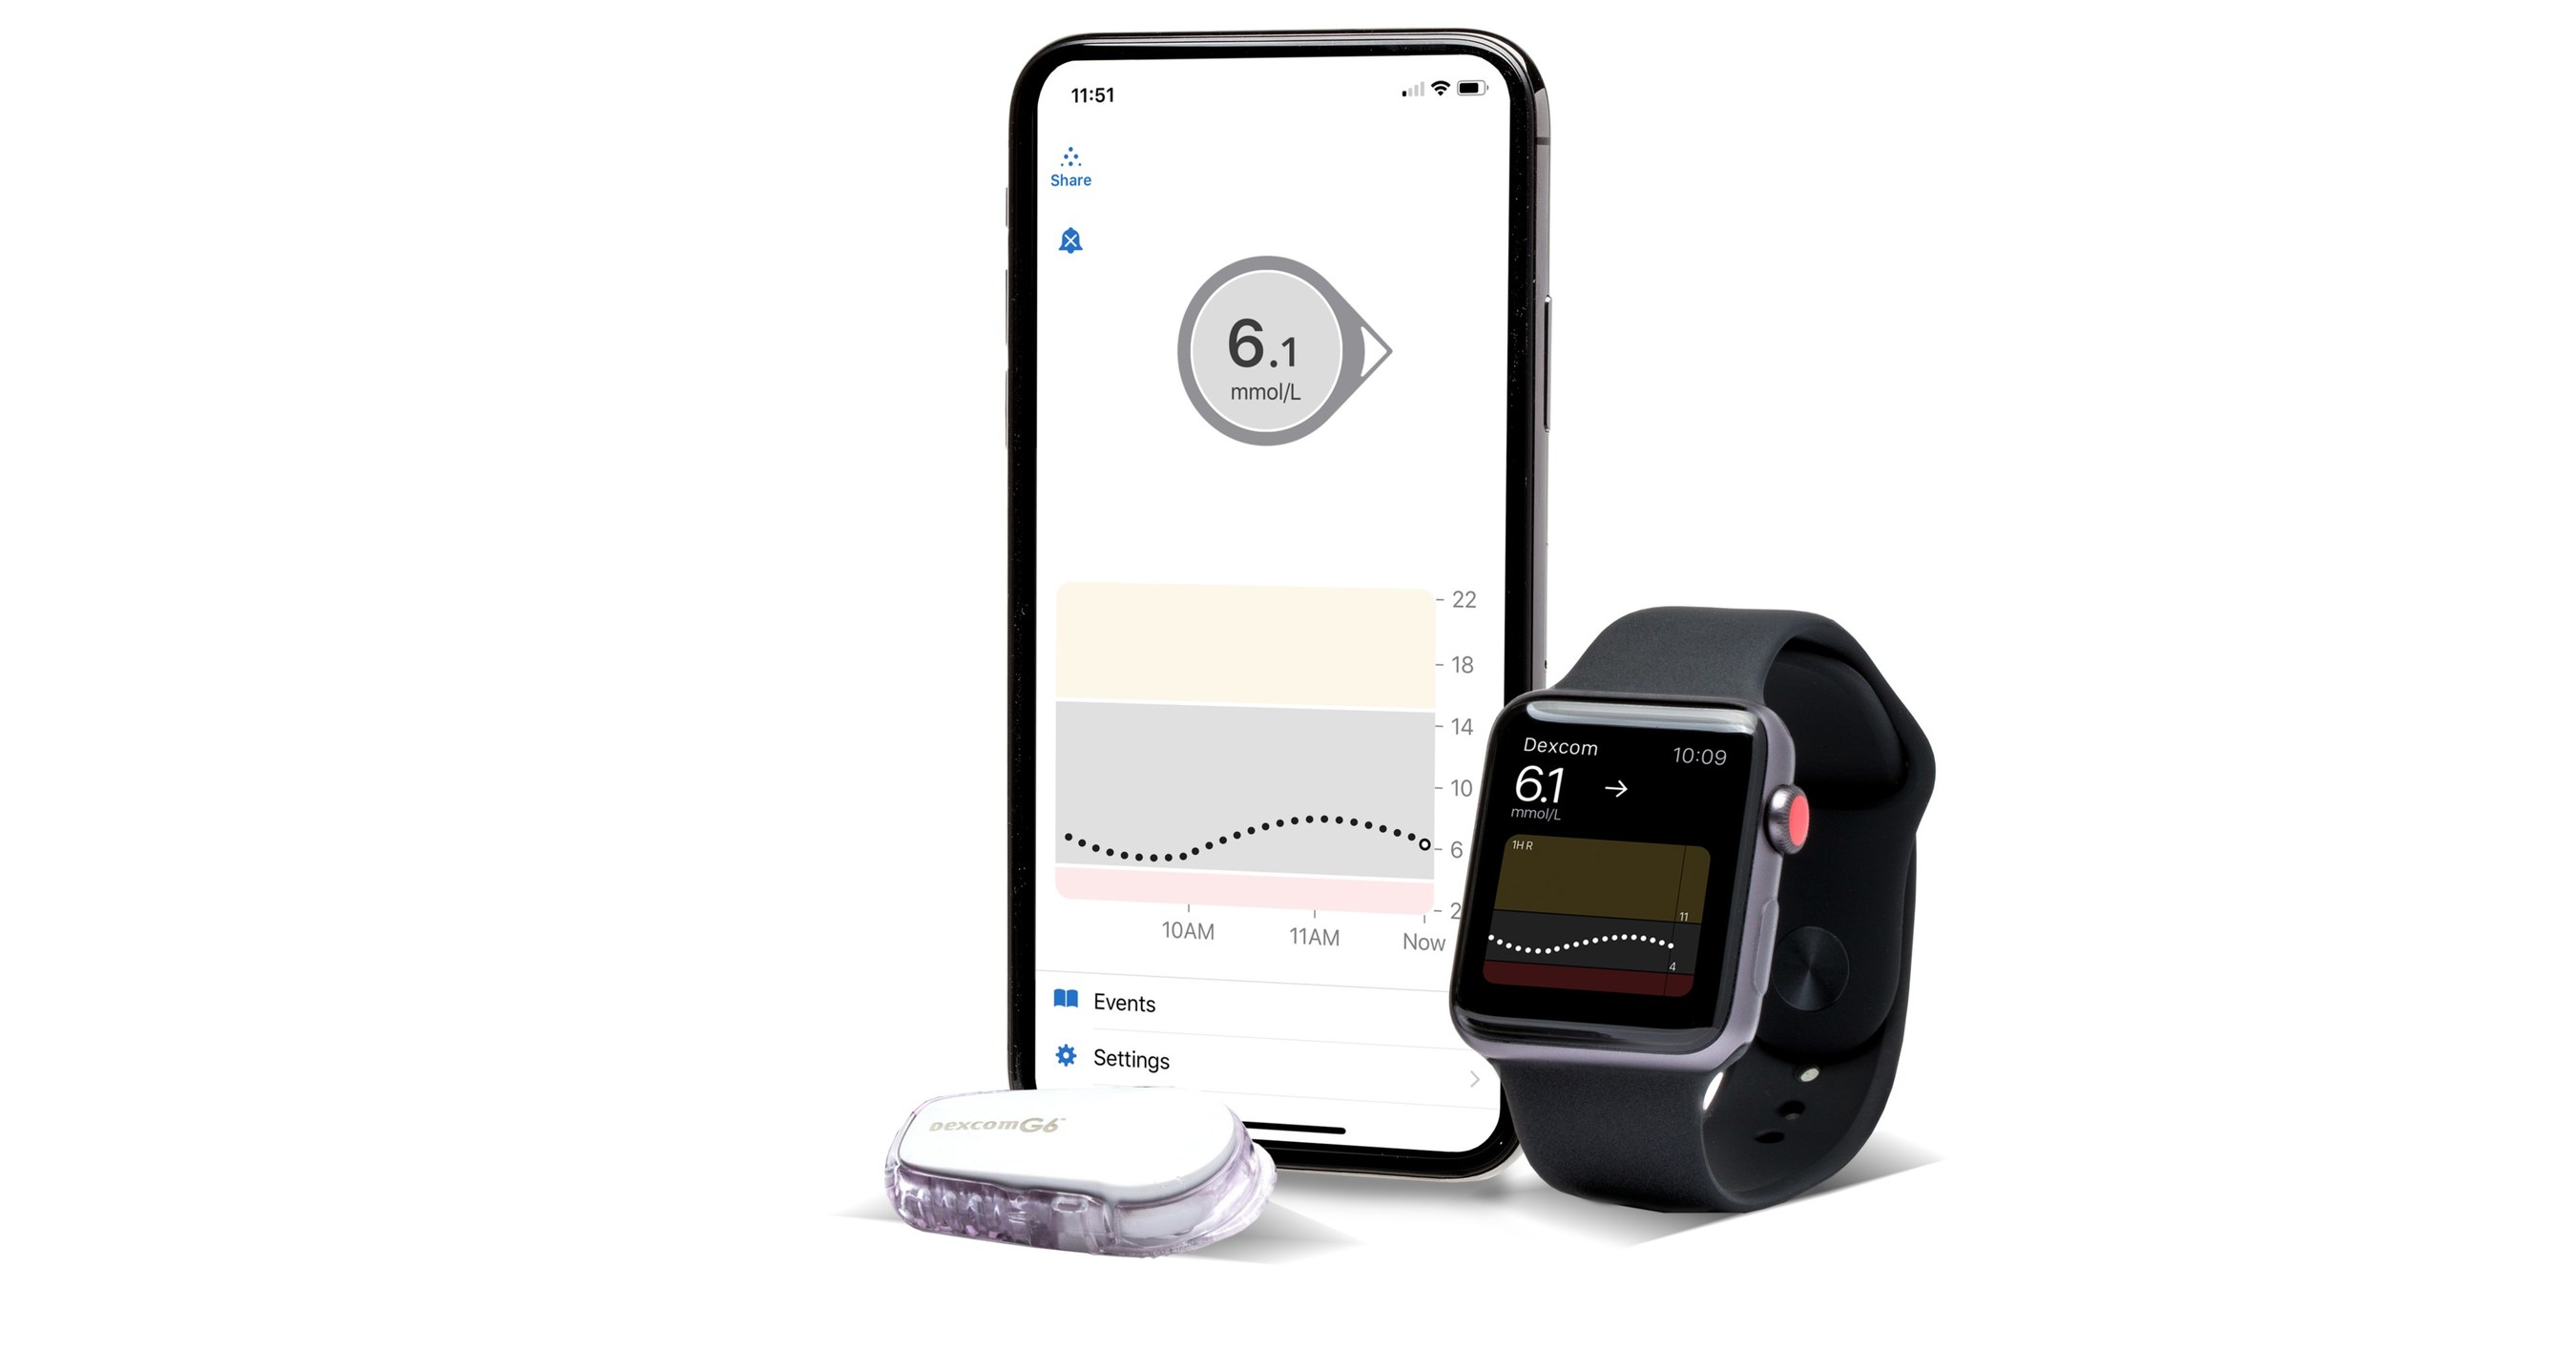 11:51
Share
6.1
mmol/L
22
18
14
10
6
2
10AM
11AM
Now
Events
Settings
Dexcom
10:09
6.1
mmol/L
1HR
11
4
DexcomG6